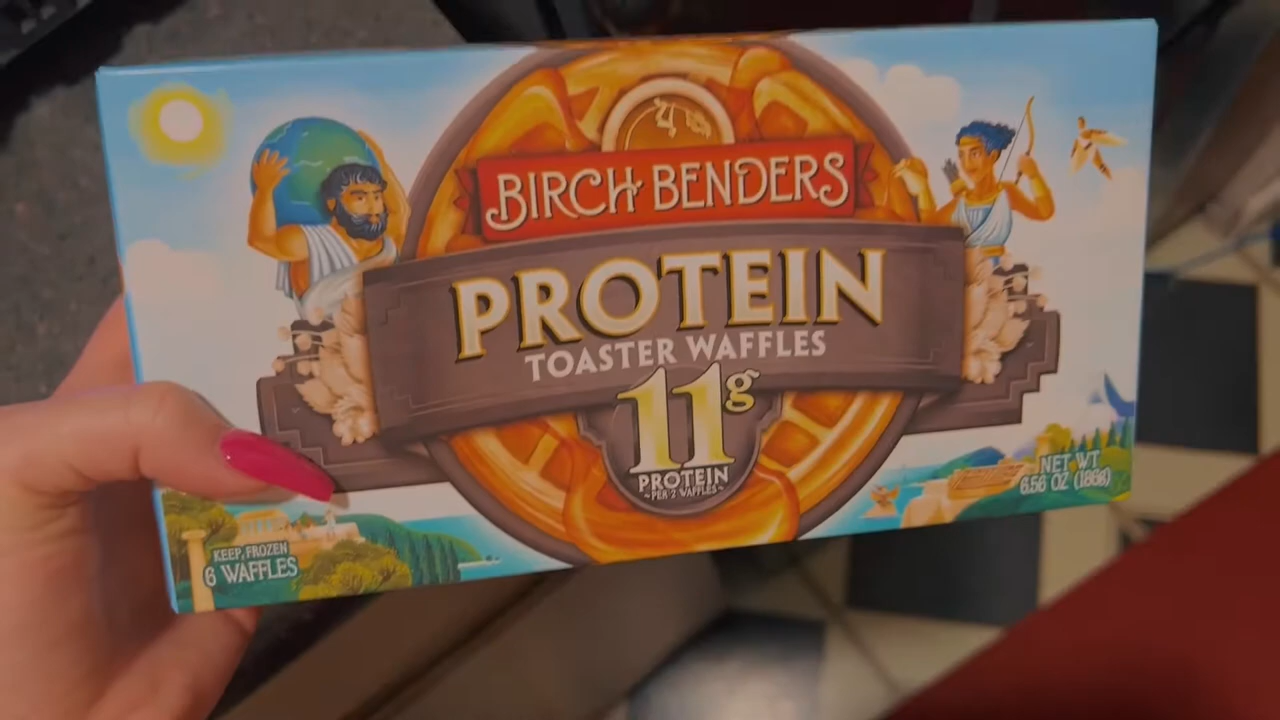 BIRCH BENDERS
PROTEIN
TOASTER WAFFLES
11g
PROTEIN
~PER 2 WAFFLES~
KEEP FROZEN
6 WAFFLES
NET WT
6.56 OZ (186g)